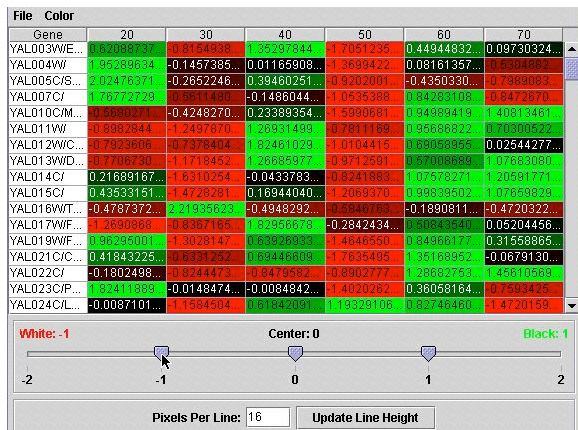 File Color
Gene 20 30 40 50 60 70
YAL003W/E... 0.62088737... -0.8154938... 1.35297844... -1.7051235... 0.44944832... 0.09730324...
YAL004W/ 1.95289634... -0.1457385... 0.01165908... -1.3699422... 0.08161357... -0.5384882...
YAL005C/S... 2.02476371... -0.2652246... 0.39460251... -0.9202001... -0.4350330... -0.7989083...
YAL007C/ 1.76772729... -0.5611480... -0.1486044... -1.0535388... 0.84283108... -0.8472670...
YAL010C/M... -0.5680271... -0.4248270... 0.23389354... -1.5990681... 0.94989419... 1.40813461...
YAL011W/ -0.8982844... -1.2497870... 1.26931499... -0.7811169... 0.95686822... 0.70300522...
YAL012W/C... -0.7923606... -0.7378404... 1.82461029... -1.0104415... 0.69058955... 0.02544277...
YAL013W/D... -0.7706730... -1.1718452... 1.26685977... -0.9712591... 0.57008689... 1.07683080...
YAL014C/ 0.21689167... -1.6310254... -0.0433783... -0.8241883... 1.07578271... 1.20591771...
YAL015C/ 0.43533151... -1.4728281... 0.16944040... -1.2069370... 0.99839502... 1.07659829...
YAL016W/T... -0.4787372... 2.21935623... -0.4948292... -0.5846763... -0.1890811... -0.4720322...
YAL017W/F... -1.2690868... -0.8367165... 1.82956678... -0.2842434... 0.50843540... 0.05204456...
YAL019W/F... 0.96295001... -1.3028147... 0.63926933... -1.4646550... 0.84966177... 0.31558865...
YAL021C/C... 0.41843225... -0.6331252... 0.69446609... -1.7635495... 1.35169952... -0.0679130...
YAL022C/ -0.1802498... -0.8244473... -0.8479582... -0.8902777... 1.28682753... 1.45610569...
YAL023C/P... 1.82411889... -0.0148474... -0.0084842... -1.4020262... 0.36058164... -0.7593425...
YAL024C/L... -0.0087101... -1.1584504... 0.61842091... 1.19329106... 0.82746460... -1.4720159...
White: -1 Center: 0 Black: 1
-2 -1 0 1 2
Pixels Per Line: 16 Update Line Height